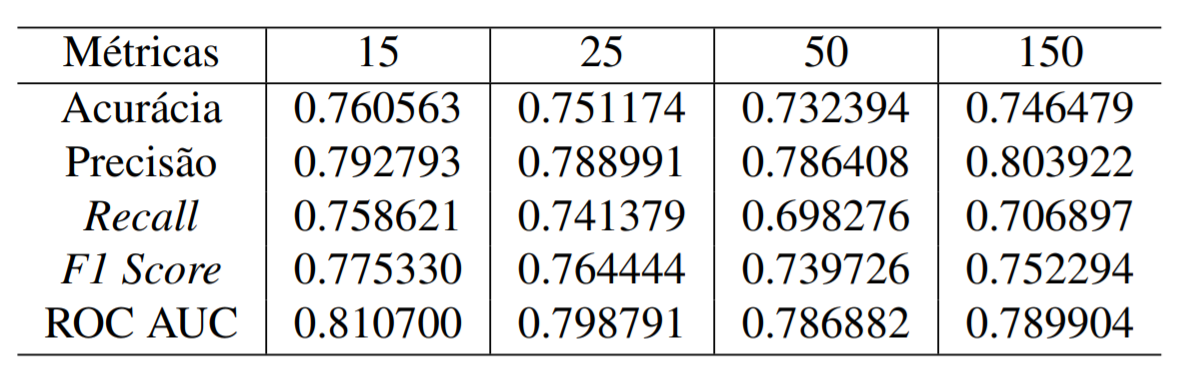 Métricas 15 25 50 150
Acurácia 0.760563 0.751174 0.732394 0.746479
Precisão 0.792793 0.788991 0.786408 0.803922
Recall 0.758621 0.741379 0.698276 0.706897
F1 Score 0.775330 0.764444 0.739726 0.752294
ROC AUC 0.810700 0.798791 0.786882 0.789904